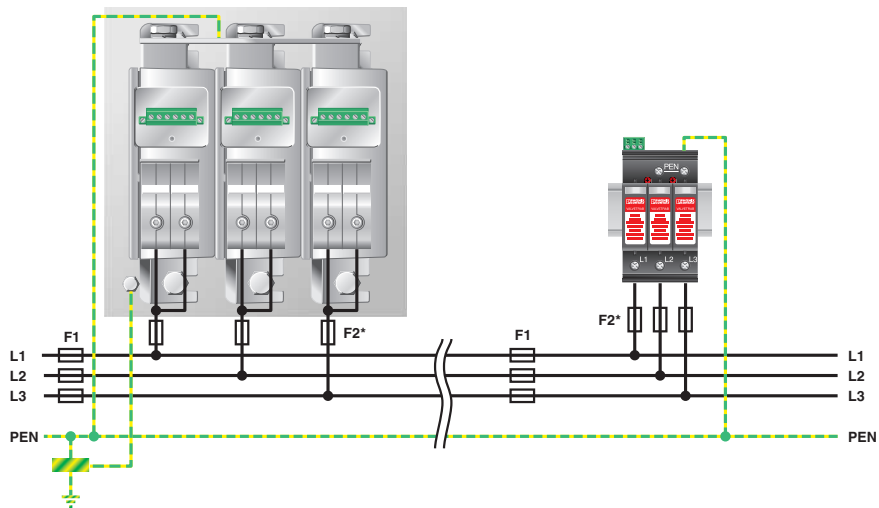 PEN
L1 L2 L3
F1 F2* F1 F2*
L1 L1
L2 L2
L3 L3
PEN PEN